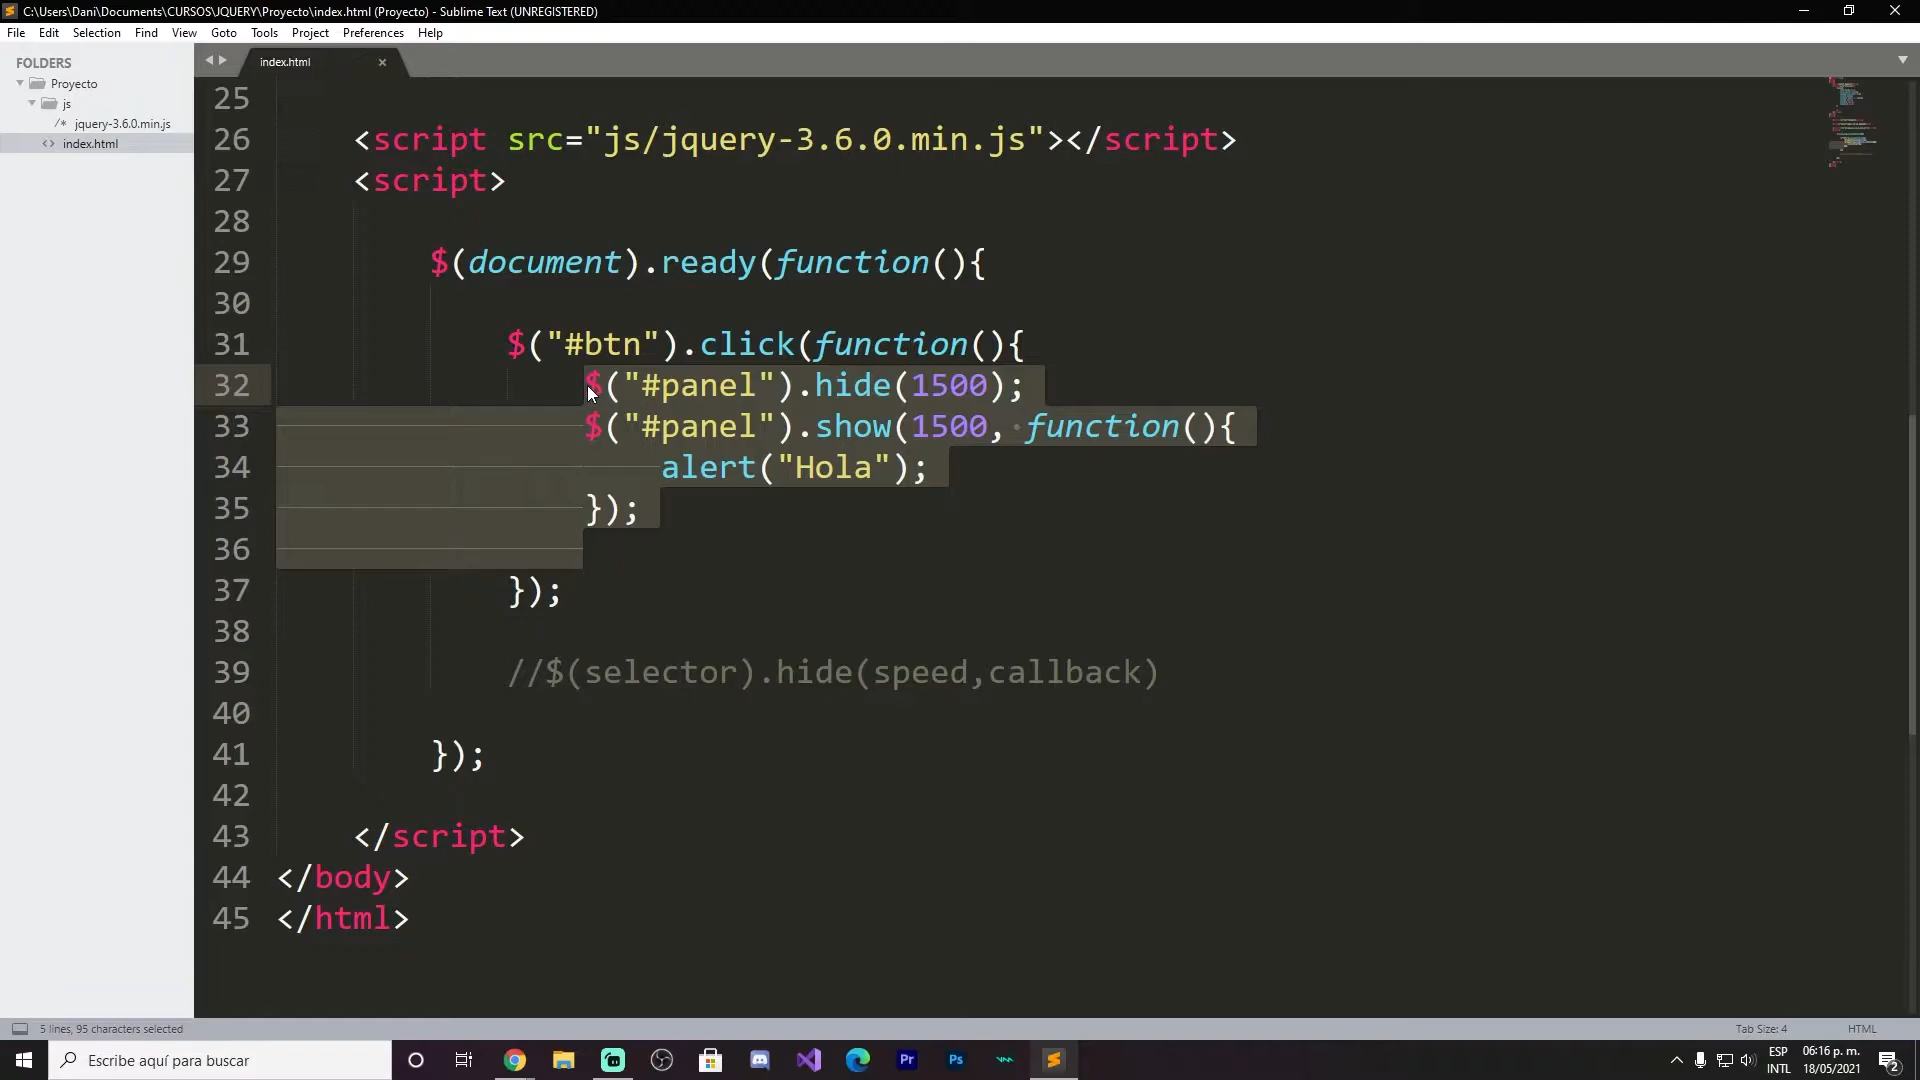 C:\Users\Dani\Documents\CURSOS\JQUERY\Proyecto\index.html (Proyecto) - Sublime Text (UNREGISTERED)
File Edit Selection Find View Goto Tools Project Preferences Help
FOLDERS
Proyecto
js
/* jquery-3.6.0.min.js
<> index.html
index.html ×
25
26 <script src="js/jquery-3.6.0.min.js"></script>
27 <script>
28
29 $(document).ready(function(){
30
31 $("#btn").click(function(){
32 $("#panel").hide(1500);
33 $("#panel").show(1500, function(){
34 alert("Hola");
35 });
36
37 });
38
39 //$(selector).hide(speed,callback)
40
41 });
42
43 </script>
44 </body>
45 </html>
5 lines, 95 characters selected
Tab Size: 4 HTML
Escribe aquí para buscar
Pr Ps
ESP 06:16 p. m.
INTL 18/05/2021
2